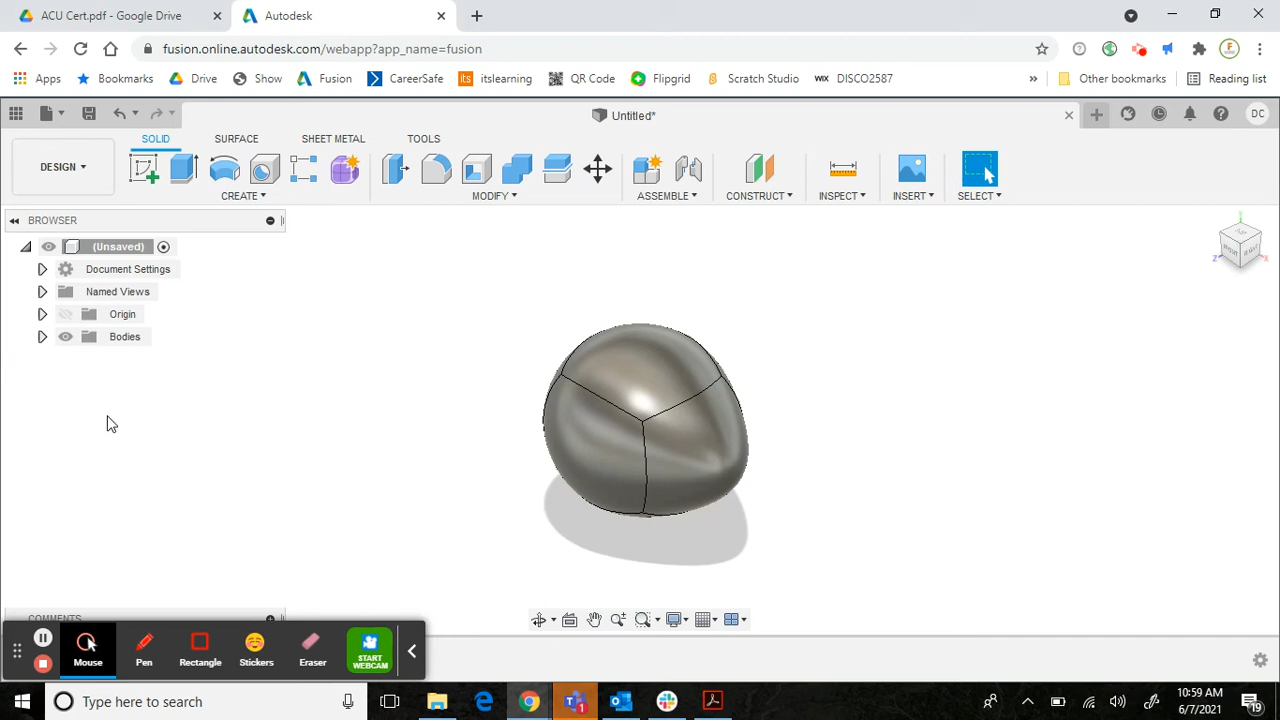 ACU Cert.pdf - Google Drive
Autodesk
fusion.online.autodesk.com/webapp?app_name=fusion
Apps Bookmarks Drive Show Fusion CareerSafe itslearning QR Code Flipgrid Scratch Studio WIX DISCO2587 » Other bookmarks Reading list
Untitled*
DC
SOLID SURFACE SHEET METAL TOOLS
DESIGN
CREATE MODIFY ASSEMBLE CONSTRUCT INSPECT INSERT SELECT
BROWSER
(Unsaved)
Document Settings
Named Views
Origin
Bodies
COMMENTS
Mouse Pen Rectangle Stickers Eraser START WEBCAM
Type here to search
10:59 AM
6/7/2021
19